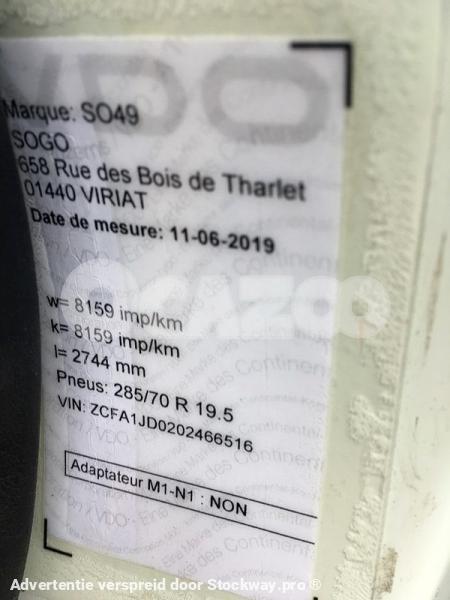 VDO
Marque: SO49
SOGO
658 Rue des Bois de Tharlet
01440 VIRIAT
Date de mesure: 11-06-2019
OCAZOO
w= 8159 imp/km
k= 8159 imp/km
l= 2744 mm
Pneus: 285/70 R 19.5
VIN: ZCFA1JD0202466516
Adaptateur M1-N1 : NON
Advertentie verspreid door Stockway.pro ®